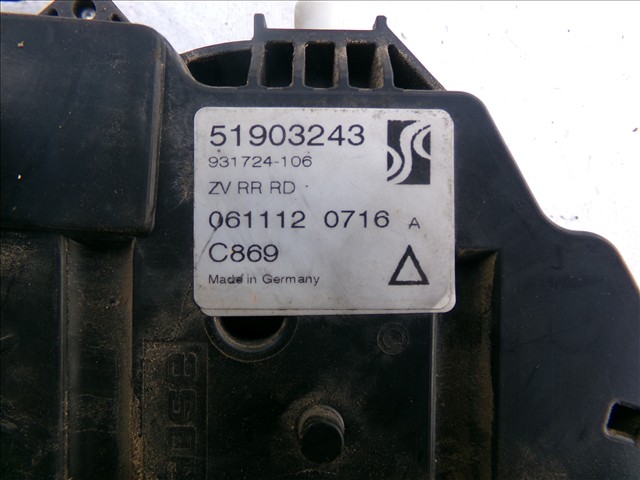 51903243
931724-106
ZV RR RD
061112 0716 A
C869
Made in Germany